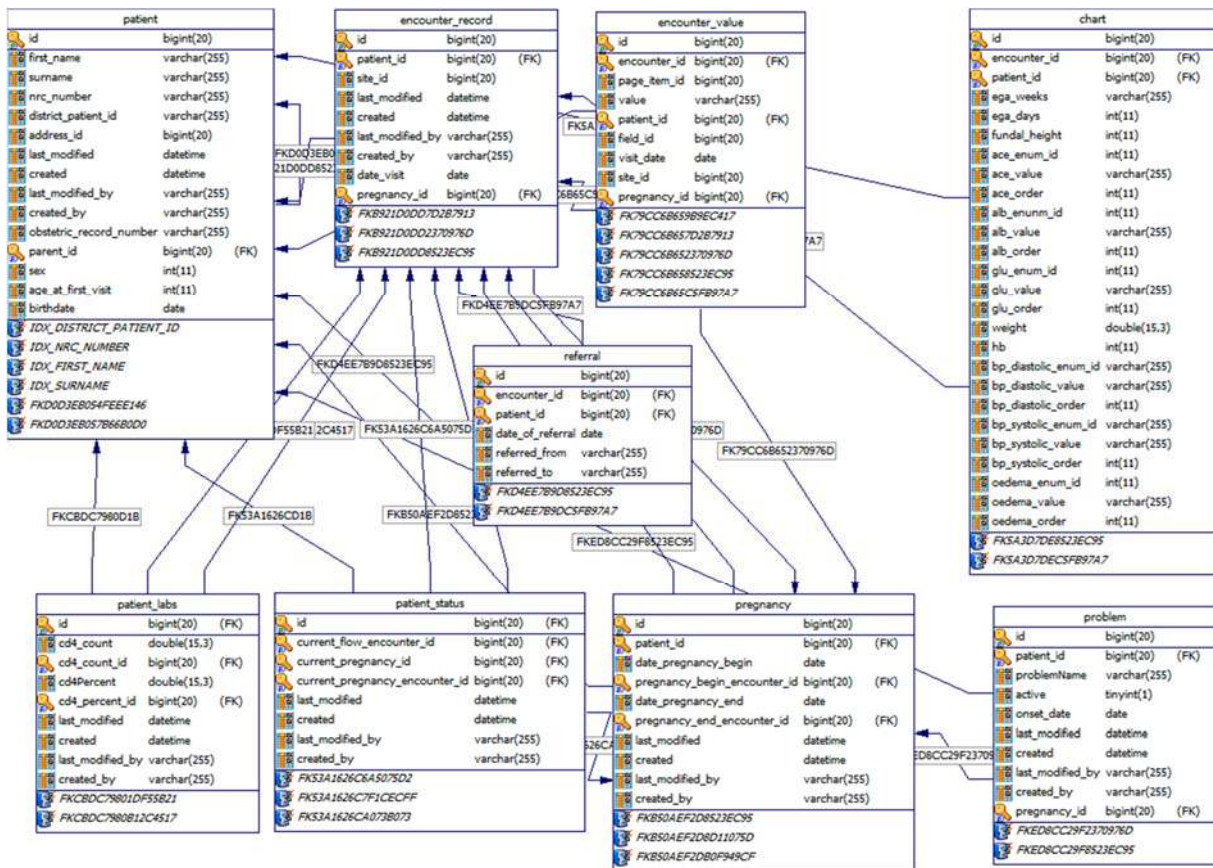 patient
id bigint(20)
first_name varchar(255)
surname varchar(255)
nrc_number varchar(255)
district_patient_id varchar(255)
address_id bigint(20)
last_modified datetime
created datetime
last_modified_by varchar(255)
created_by varchar(255)
obstetric_record_number varchar(255)
parent_id bigint(20) (FK)
sex int(11)
age_at_first_visit int(11)
birthdate date
IDX_DISTRICT_PATIENT_ID
IDX_NRC_NUMBER
IDX_FIRST_NAME
IDX_SURNAME
FKD0D3EB054FEEE146
FKD0D3EB057B66B0D0
encounter_record
id bigint(20)
patient_id bigint(20) (FK)
site_id bigint(20)
last_modified datetime
created datetime
last_modified_by varchar(255)
created_by varchar(255)
date_visit date
pregnancy_id bigint(20) (FK)
FKB921D0DD7D2B7913
FKB921D0DD2370976D
FKB921D0DD8523EC95
encounter_value
id bigint(20)
encounter_id bigint(20) (FK)
page_item_id bigint(20)
value varchar(255)
patient_id bigint(20) (FK)
field_id bigint(20)
visit_date date
site_id bigint(20)
pregnancy_id bigint(20) (FK)
FK79CC6B659B9EC417
FK79CC6B657D2B7913
FK79CC6B652370976D
FK79CC6B658523EC95
FK79CC6B65C5FB97A7
chart
id bigint(20)
encounter_id bigint(20) (FK)
patient_id bigint(20) (FK)
ega_weeks varchar(255)
ega_days int(11)
fundal_height int(11)
ace_enum_id int(11)
ace_value varchar(255)
ace_order int(11)
alb_enunm_id int(11)
alb_value varchar(255)
alb_order int(11)
glu_enum_id int(11)
glu_value varchar(255)
glu_order int(11)
weight double(15,3)
hb int(11)
bp_diastolic_enum_id varchar(255)
bp_diastolic_value varchar(255)
bp_diastolic_order int(11)
bp_systolic_enum_id varchar(255)
bp_systolic_value varchar(255)
bp_systolic_order int(11)
oedema_enum_id int(11)
oedema_value varchar(255)
oedema_order int(11)
FK5A3D7DE8523EC95
FK5A3D7DEC5FB97A7
FKD0D3EB0
21D0DD8523
FK5A
C6B65C5
7A7
FKD4EE7B9DC5FB97A7
FKD4EE7B9D8523EC95
referral
id bigint(20)
encounter_id bigint(20) (FK)
patient_id bigint(20) (FK)
date_of_referral date
referred_from varchar(255)
referred_to varchar(255)
FKD4EE7B9D8523EC95
FKD4EE7B9DC5FB97A7
DF55B21
2C4517
FK53A1626C6A5075D
0976D
FK79CC6B652370976D
FKCBDC7980D1B
FK53A1626CD1B
FKB50AEF2D8523
FKED8CC29F8523EC95
patient_labs
id bigint(20) (FK)
cd4_count double(15,3)
cd4_count_id bigint(20) (FK)
cd4Percent double(15,3)
cd4_percent_id bigint(20) (FK)
last_modified datetime
created datetime
last_modified_by varchar(255)
created_by varchar(255)
FKCBDC79801DF55B21
FKCBDC7980B12C4517
patient_status
id bigint(20) (FK)
current_flow_encounter_id bigint(20) (FK)
current_pregnancy_id bigint(20) (FK)
current_pregnancy_encounter_id bigint(20) (FK)
last_modified datetime
created datetime
last_modified_by varchar(255)
created_by varchar(255)
FK53A1626C6A5075D2
FK53A1626C7F1CECFF
FK53A1626CA073B073
626CA
pregnancy
id bigint(20)
patient_id bigint(20) (FK)
date_pregnancy_begin date
pregnancy_begin_encounter_id bigint(20) (FK)
date_pregnancy_end date
pregnancy_end_encounter_id bigint(20) (FK)
last_modified datetime
created datetime
last_modified_by varchar(255)
created_by varchar(255)
FKB50AEF2D8523EC95
FKB50AEF2D8D11075D
FKB50AEF2DB0F949CF
ED8CC29F23709
problem
id bigint(20)
patient_id bigint(20) (FK)
problemName varchar(255)
active tinyint(1)
onset_date date
last_modified datetime
created datetime
last_modified_by varchar(255)
created_by varchar(255)
pregnancy_id bigint(20) (FK)
FKED8CC29F2370976D
FKED8CC29F8523EC95